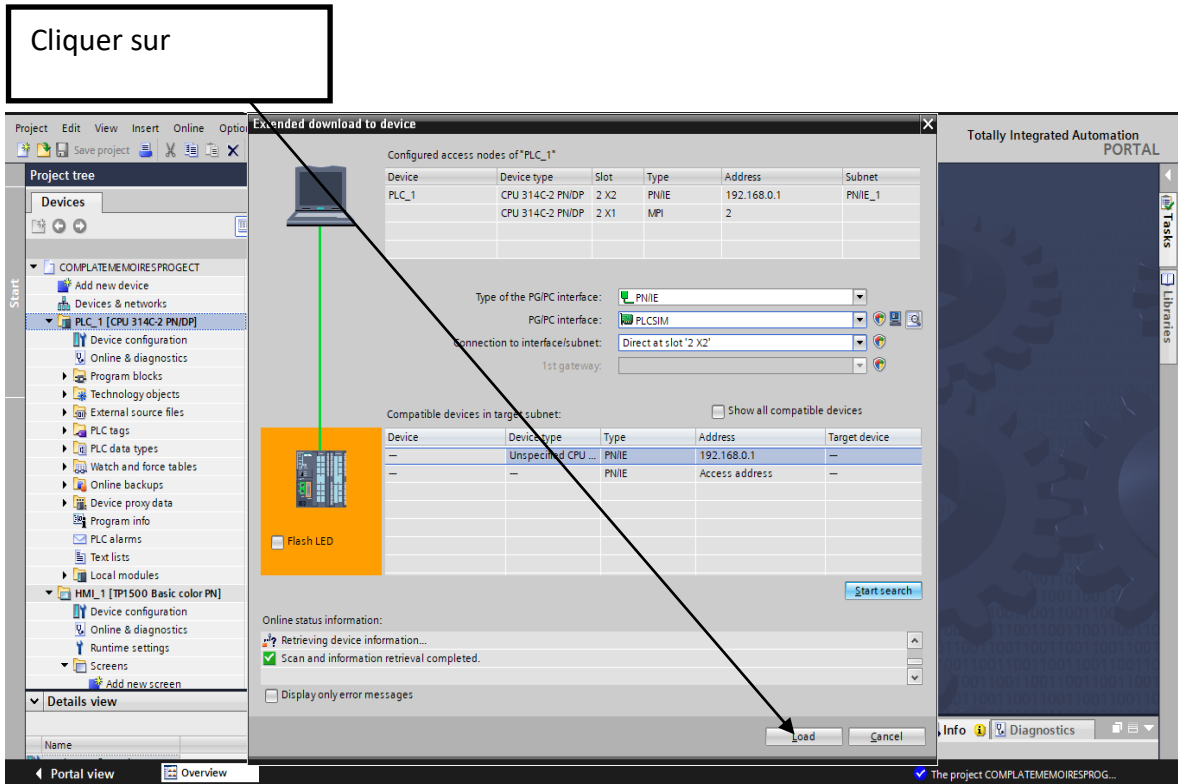 Cliquer sur
Project Edit View Insert Online Optio
Save project
Totally Integrated Automation
PORTAL
Project tree
Devices
Start
COMPLATEMEMOIRESPROGECT
Add new device
Devices & networks
PLC_1 [CPU 314C-2 PN/DP]
Device configuration
Online & diagnostics
Program blocks
Technology objects
External source files
PLC tags
PLC data types
Watch and force tables
Online backups
Device proxy data
Program info
PLC alarms
Text lists
Local modules
HMI_1 [TP1500 Basic color PN]
Device configuration
Online & diagnostics
Runtime settings
Screens
Add new screen
Details view
Name
Portal view
Overview
Extended download to device
Configured access nodes of "PLC_1"
Device Device type Slot Type Address Subnet
PLC_1 CPU 314C-2 PN/DP 2 X2 PN/IE 192.168.0.1 PN/IE_1
CPU 314C-2 PN/DP 2 X1 MPI 2
Type of the PG/PC interface: PN/IE
PG/PC interface: PLCSIM
Connection to interface/subnet: Direct at slot '2 X2'
1st gateway:
Compatible devices in target subnet:
Show all compatible devices
Device Device type Type Address Target device
— Unspecified CPU ... PN/IE 192.168.0.1 —
— — PN/IE Access address —
Flash LED
Start search
Online status information:
Retrieving device information...
Scan and information retrieval completed.
Display only error messages
Load
Cancel
Tasks
Libraries
Info
Diagnostics
The project COMPLATEMEMOIRESPROG...